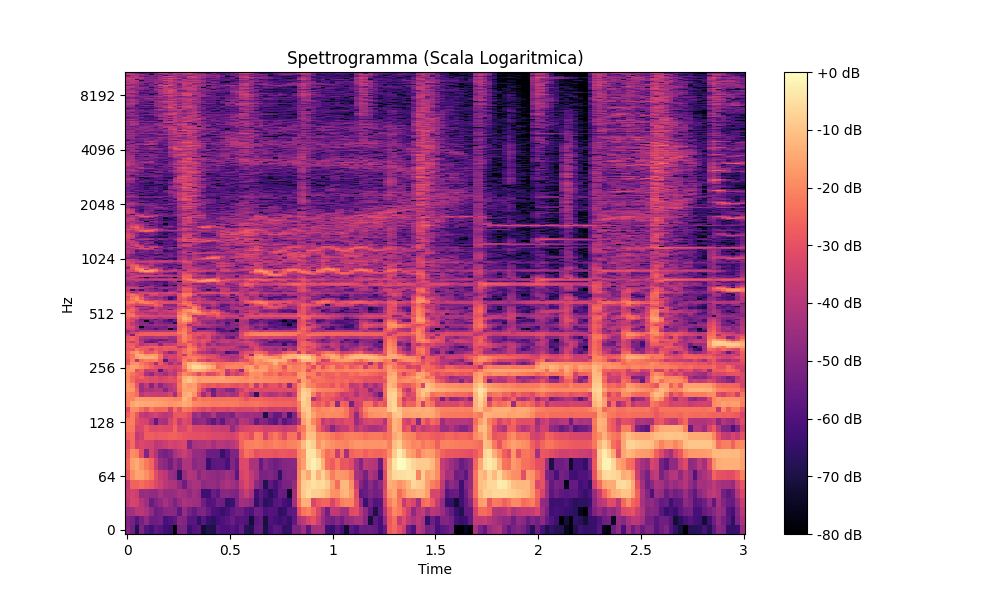 Spettrogramma (Scala Logaritmica)
Hz
8192
4096
2048
1024
512
256
128
64
0
0
0.5
1
1.5
2
2.5
3
Time
+0 dB
-10 dB
-20 dB
-30 dB
-40 dB
-50 dB
-60 dB
-70 dB
-80 dB